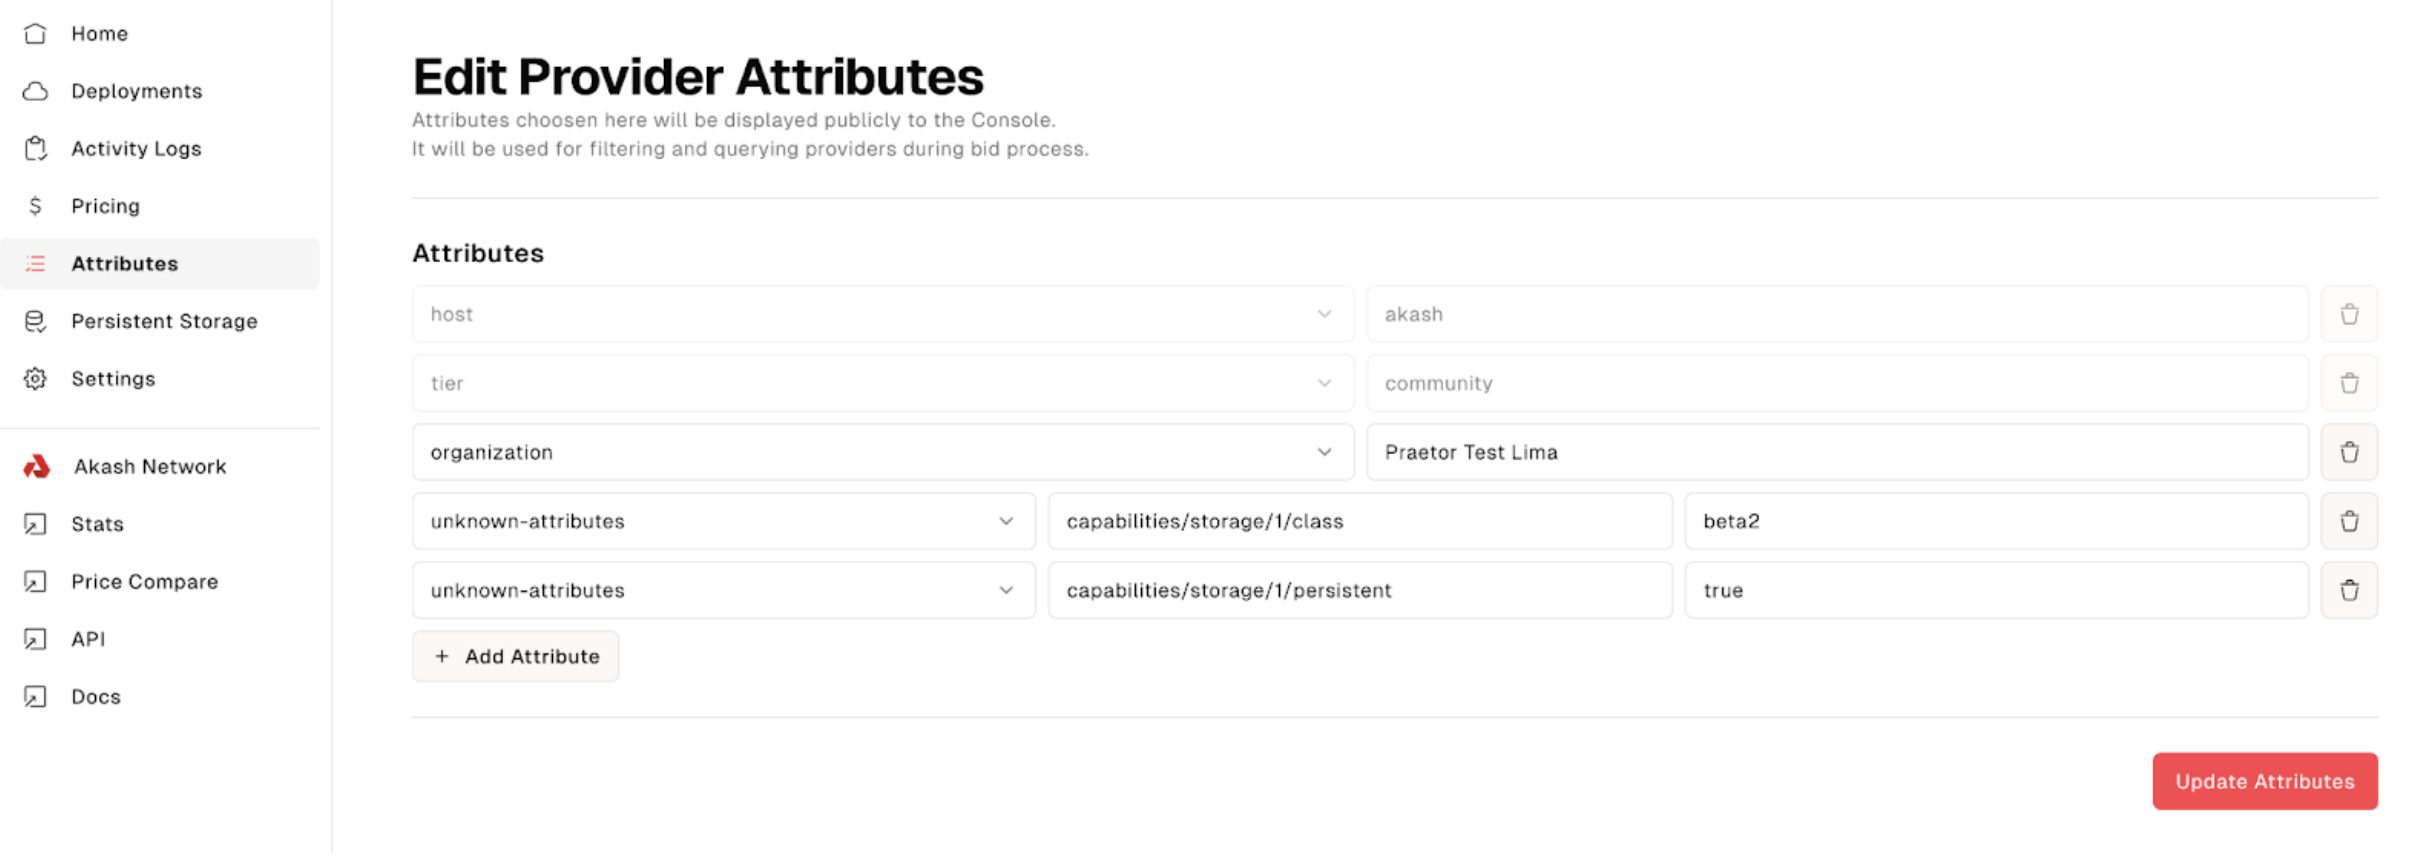 Home
Deployments
Activity Logs
Pricing
Attributes
Persistent Storage
Settings
Akash Network
Stats
Price Compare
API
Docs
Edit Provider Attributes
Attributes choosen here will be displayed publicly to the Console.
It will be used for filtering and querying providers during bid process.
Attributes
host akash
tier community
organization Praetor Test Lima
unknown-attributes capabilities/storage/1/class beta2
unknown-attributes capabilities/storage/1/persistent true
+ Add Attribute
Update Attributes